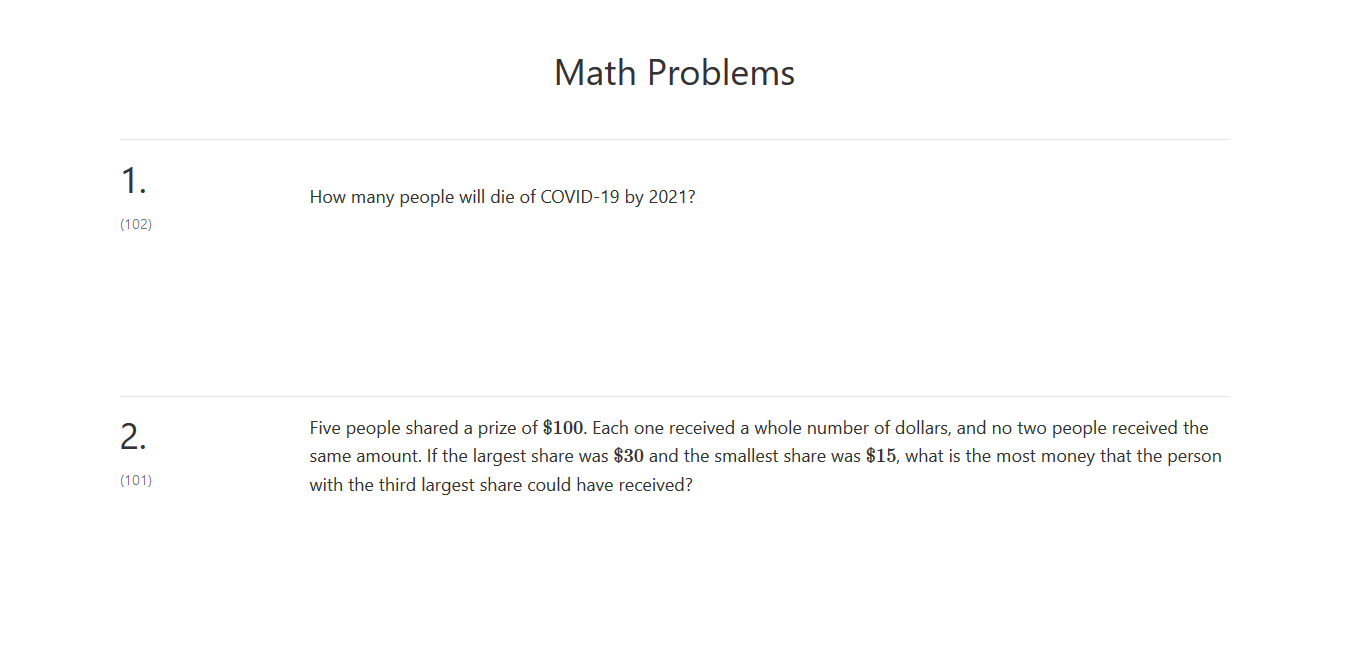 Math Problems
1.
(102)
How many people will die of COVID-19 by 2021?
2.
(101)
Five people shared a prize of $100. Each one received a whole number of dollars, and no two people received the
same amount. If the largest share was $30 and the smallest share was $15, what is the most money that the person
with the third largest share could have received?